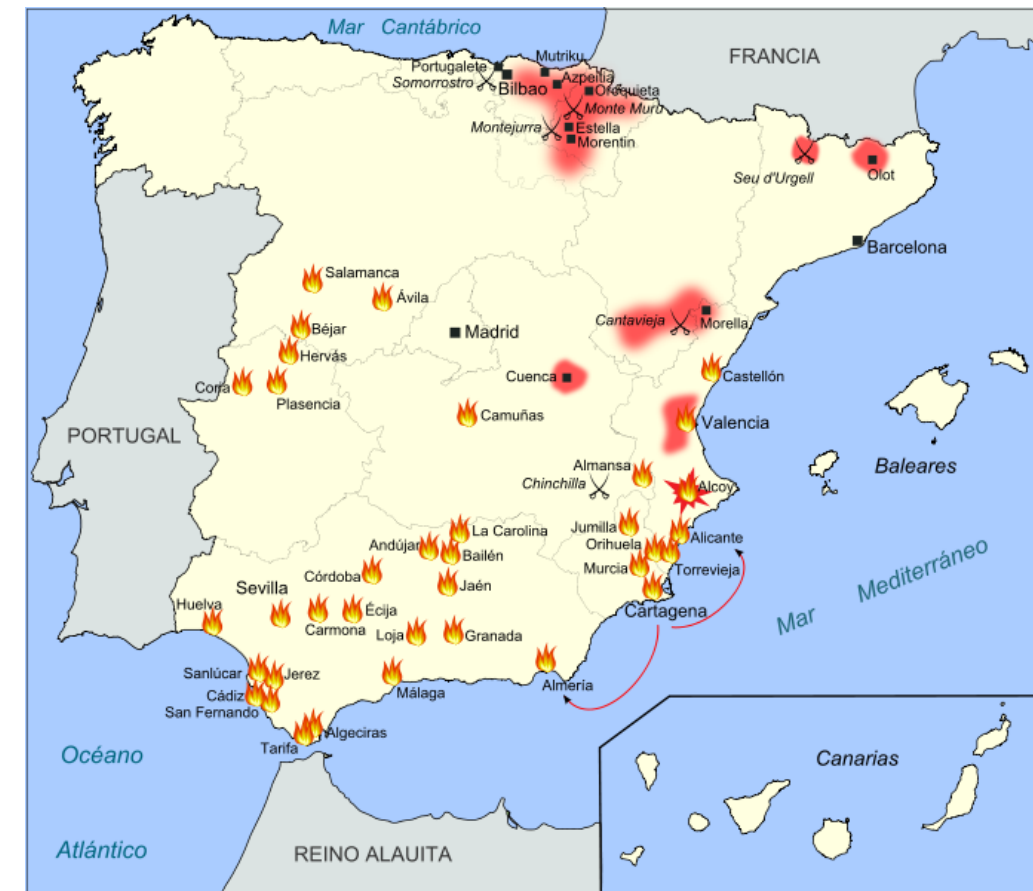 Mar Cantábrico
FRANCIA
Mutriku
Portugalete
Somorrostro
Bilbao
Azpeitia
Oroquieta
Monte Muru
Montejurra
Estella
Morentin
Seu d'Urgell
Olot
Barcelona
Salamanca
Ávila
Béjar
Madrid
Cantavieja
Morella
Hervás
Coria
Plasencia
Cuenca
Castellón
Camuñas
Valencia
PORTUGAL
Baleares
Almansa
Chinchilla
Alcoy
Jumilla
La Carolina
Alicante
Andújar
Bailén
Orihuela
Murcia
Torrevieja
Mar Mediterráneo
Córdoba
Jaén
Sevilla
Cartagena
Huelva
Écija
Carmona
Loja
Granada
Sanlúcar
Jerez
Málaga
Almería
Cádiz
San Fernando
Algeciras
Tarifa
Océano
Atlántico
REINO ALAUITA
Canarias